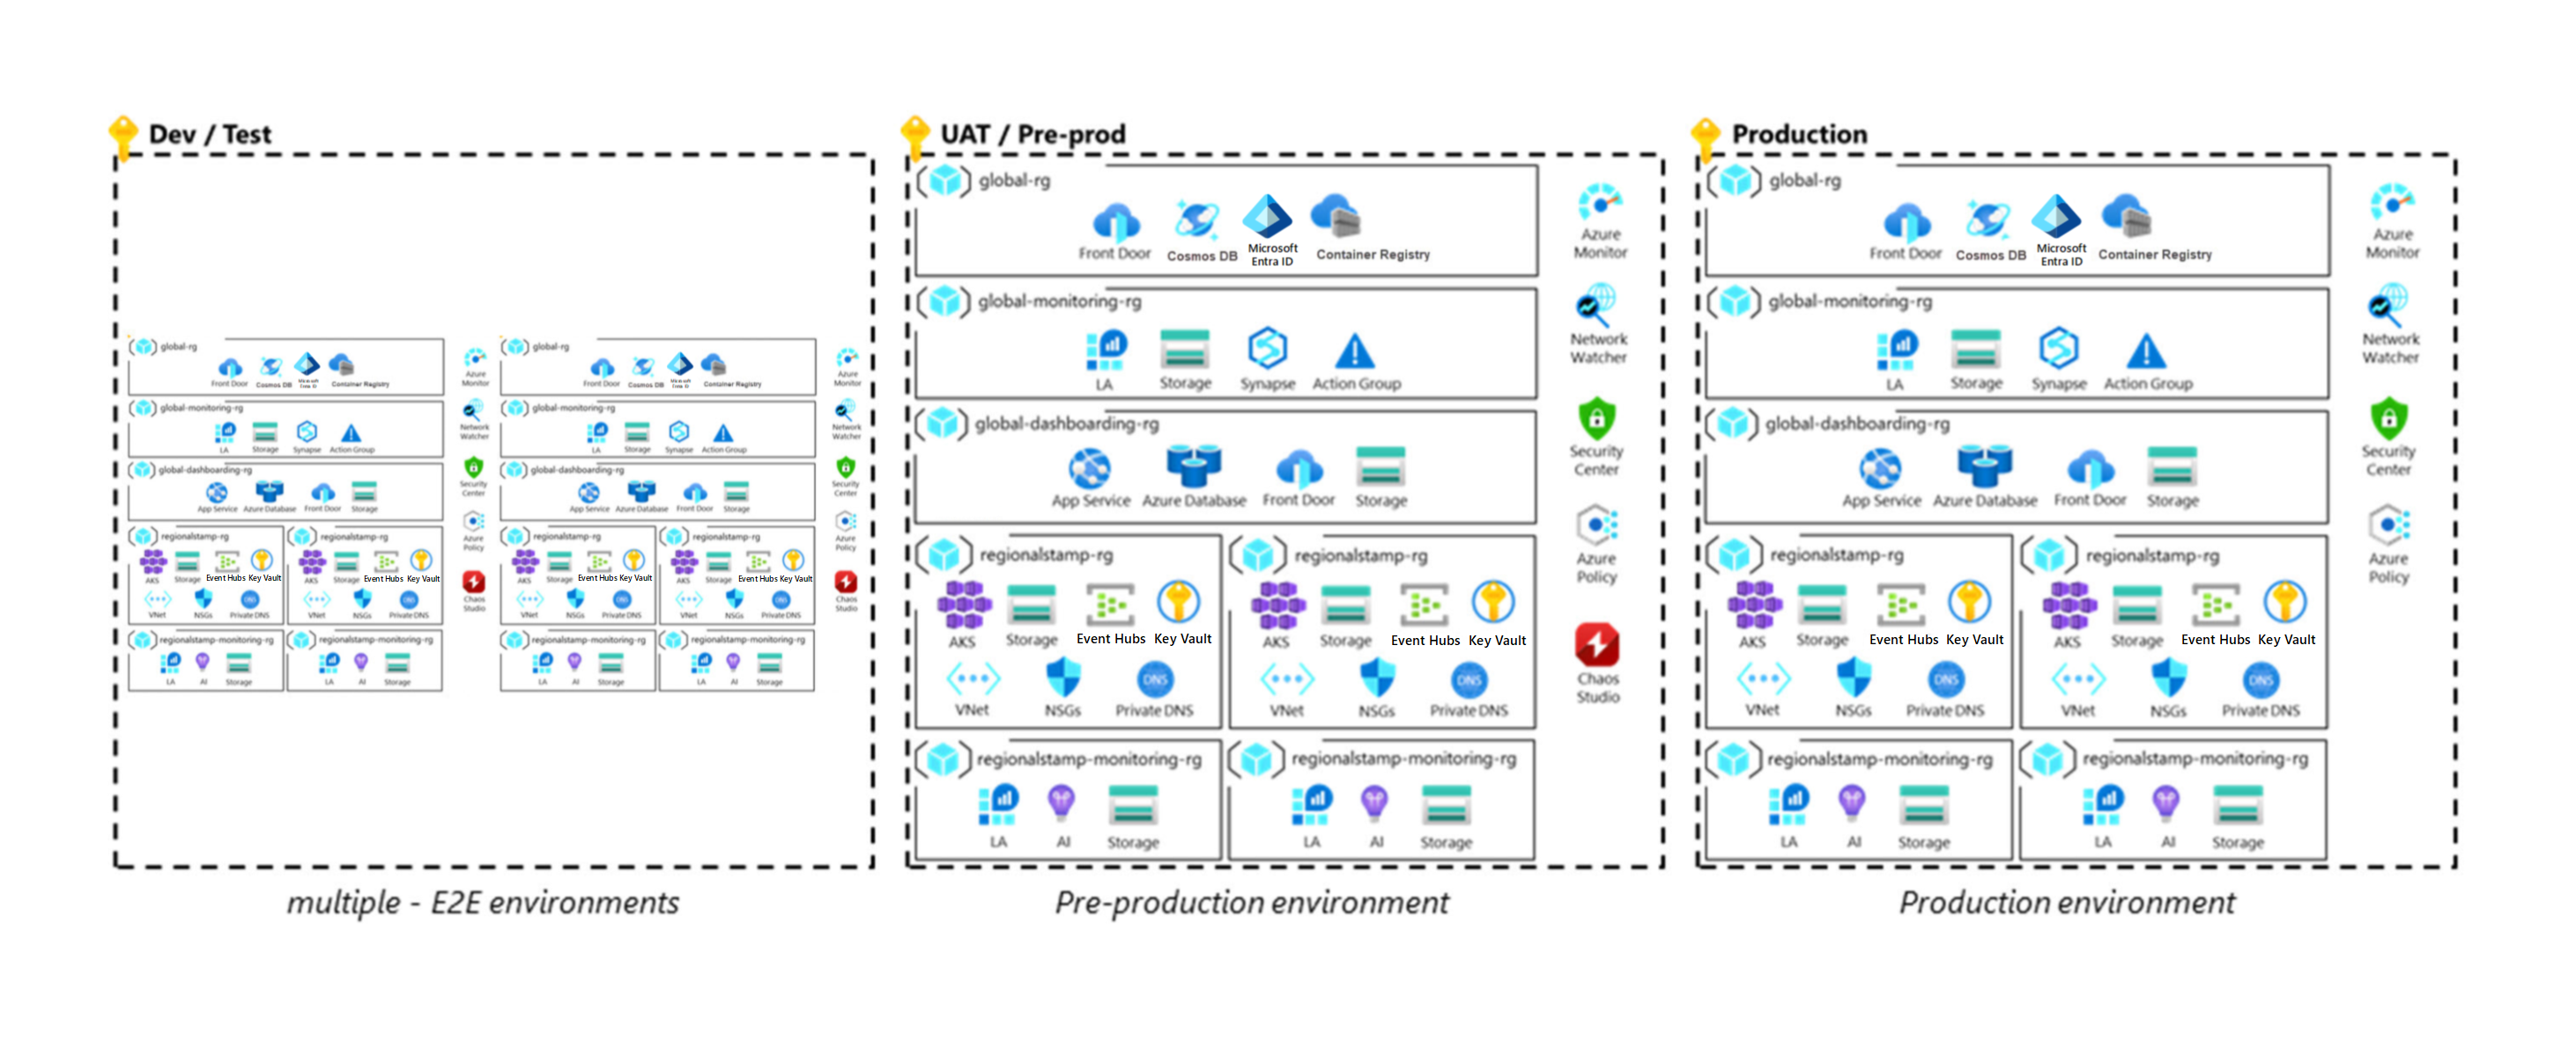 Dev / Test
global-rg
Front Door Cosmos DB Microsoft Entra ID Container Registry
global-monitoring-rg
LA Storage Synapse Action Group
global-dashboarding-rg
App Service Azure Database Front Door Storage
regionalstamp-rg
AKS Storage Event Hubs Key Vault
VNet NSGs Private DNS
regionalstamp-rg
AKS Storage Event Hubs Key Vault
VNet NSGs Private DNS
regionalstamp-monitoring-rg
LA AI Storage
regionalstamp-monitoring-rg
LA AI Storage
Azure
Monitor
Network
Watcher
Security
Center
Azure
Policy
Chaos
Studio
global-rg
Front Door Cosmos DB Microsoft Entra ID Container Registry
global-monitoring-rg
LA Storage Synapse Action Group
global-dashboarding-rg
App Service Azure Database Front Door Storage
regionalstamp-rg
AKS Storage Event Hubs Key Vault
VNet NSGs Private DNS
regionalstamp-rg
AKS Storage Event Hubs Key Vault
VNet NSGs Private DNS
regionalstamp-monitoring-rg
LA AI Storage
regionalstamp-monitoring-rg
LA AI Storage
Azure
Monitor
Network
Watcher
Security
Center
Azure
Policy
Chaos
Studio
multiple - E2E environments
UAT / Pre-prod
global-rg
Front Door Cosmos DB Microsoft Entra ID Container Registry
global-monitoring-rg
LA Storage Synapse Action Group
global-dashboarding-rg
App Service Azure Database Front Door Storage
regionalstamp-rg
AKS Storage Event Hubs Key Vault
VNet NSGs Private DNS
regionalstamp-rg
AKS Storage Event Hubs Key Vault
VNet NSGs Private DNS
regionalstamp-monitoring-rg
LA AI Storage
regionalstamp-monitoring-rg
LA AI Storage
Azure
Monitor
Network
Watcher
Security
Center
Azure
Policy
Chaos
Studio
Pre-production environment
Production
global-rg
Front Door Cosmos DB Microsoft Entra ID Container Registry
global-monitoring-rg
LA Storage Synapse Action Group
global-dashboarding-rg
App Service Azure Database Front Door Storage
regionalstamp-rg
AKS Storage Event Hubs Key Vault
VNet NSGs Private DNS
regionalstamp-rg
AKS Storage Event Hubs Key Vault
VNet NSGs Private DNS
regionalstamp-monitoring-rg
LA AI Storage
regionalstamp-monitoring-rg
LA AI Storage
Azure
Monitor
Network
Watcher
Security
Center
Azure
Policy
Production environment